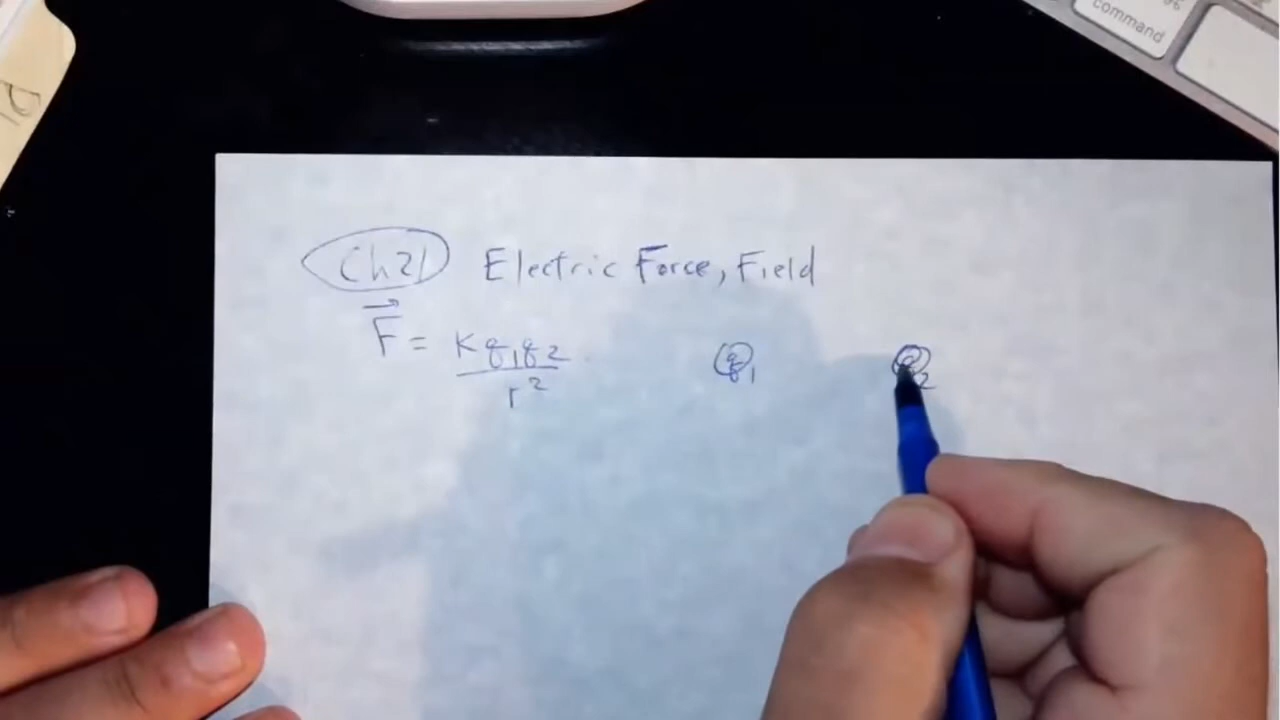 ⌘
command
P
Ch21 Electric Force, Field
F⃗ = Kq₁q₂ / r²
q₁ q₂